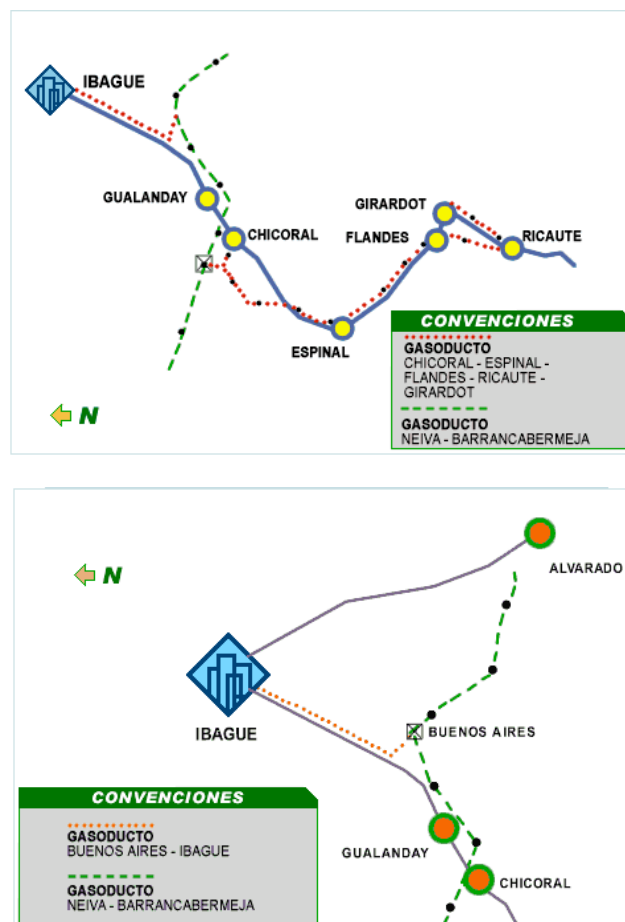 IBAGUE
GUALANDAY
CHICORAL
GIRARDOT
FLANDES
RICAUTE
ESPINAL
N
CONVENCIONES
GASODUCTO
CHICORAL - ESPINAL -
FLANDES - RICAUTE -
GIRARDOT
GASODUCTO
NEIVA - BARRANCABERMEJA
N
ALVARADO
IBAGUE
BUENOS AIRES
GUALANDAY
CHICORAL
CONVENCIONES
GASODUCTO
BUENOS AIRES - IBAGUE
GASODUCTO
NEIVA - BARRANCABERMEJA